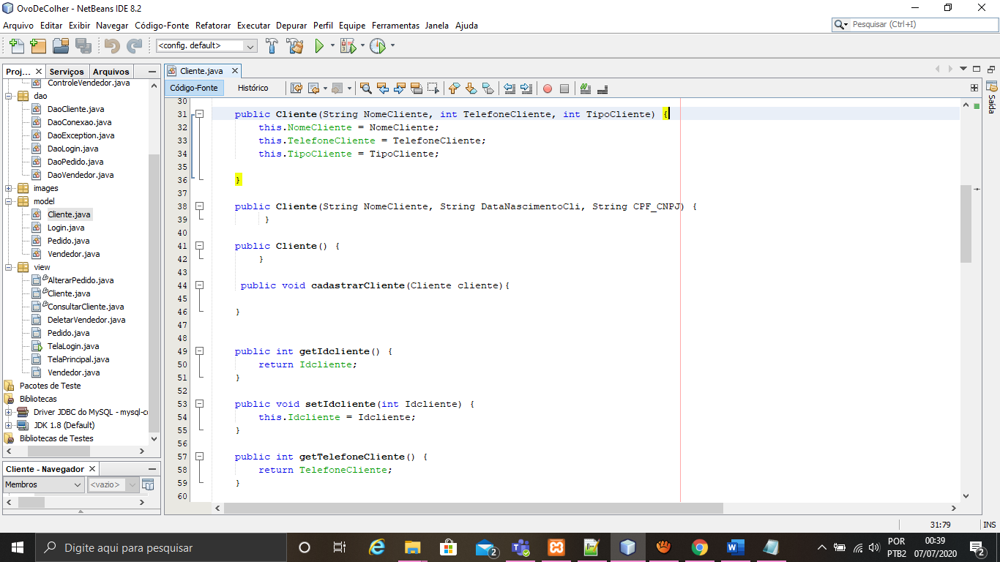 OvoDeColher - NetBeans IDE 8.2
Arquivo Editar Exibir Navegar Código-Fonte Refatorar Executar Depurar Perfil Equipe Ferramentas Janela Ajuda
Pesquisar (Ctrl+I)
<config. default>
Proj... Serviços Arquivos
Cliente.java
Código-Fonte Histórico
ControleVendedor.java
dao
DaoCliente.java
DaoConexao.java
DaoException.java
DaoLogin.java
DaoPedido.java
DaoVendedor.java
images
model
Cliente.java
Login.java
Pedido.java
Vendedor.java
view
AlterarPedido.java
Cliente.java
ConsultarCliente.java
DeletarVendedor.java
Pedido.java
TelaLogin.java
TelaPrincipal.java
Vendedor.java
Pacotes de Teste
Bibliotecas
Driver JDBC do MySQL - mysql-c
JDK 1.8 (Default)
Bibliotecas de Testes
Cliente - Navegador
Membros <vazio>
30
31 public Cliente(String NomeCliente, int TelefoneCliente, int TipoCliente) {
32 this.NomeCliente = NomeCliente;
33 this.TelefoneCliente = TelefoneCliente;
34 this.TipoCliente = TipoCliente;
35
36 }
37
38 public Cliente(String NomeCliente, String DataNascimentoCli, String CPF_CNPJ) {
39 }
40
41 public Cliente() {
42 }
43
44 public void cadastrarCliente(Cliente cliente){
45
46 }
47
48
49 public int getIdcliente() {
50 return Idcliente;
51 }
52
53 public void setIdcliente(int Idcliente) {
54 this.Idcliente = Idcliente;
55 }
56
57 public int getTelefoneCliente() {
58 return TelefoneCliente;
59 }
60
Saída
31:79 INS
Digite aqui para pesquisar
2
POR
PTB2
00:39
07/07/2020
2